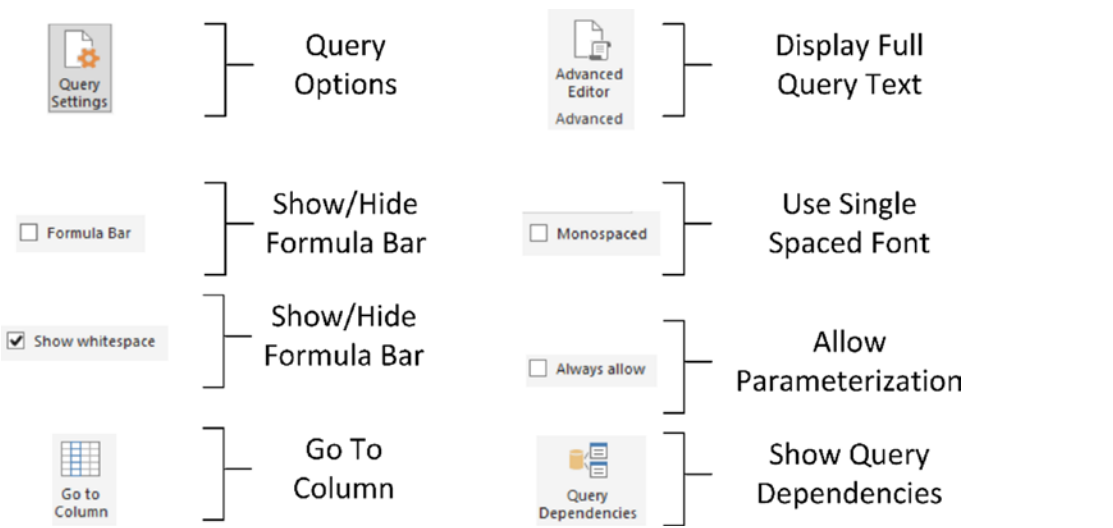 Query
Settings
Query
Options
Advanced
Editor
Advanced
Display Full
Query Text
Formula Bar
Show/Hide
Formula Bar
Monospaced
Use Single
Spaced Font
Show whitespace
Show/Hide
Formula Bar
Always allow
Allow
Parameterization
Go to
Column
Go To
Column
Query
Dependencies
Show Query
Dependencies